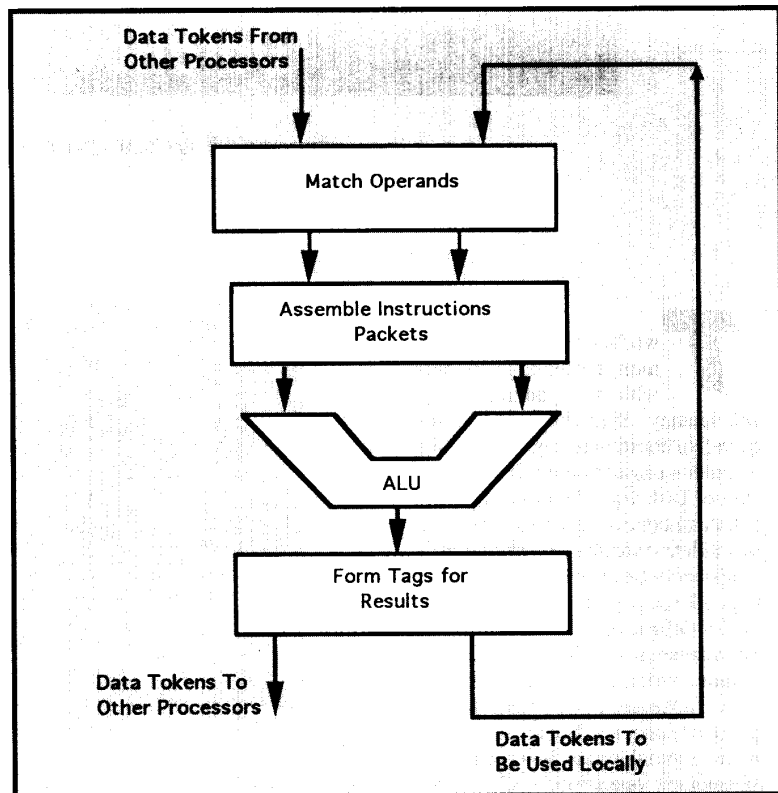 Data Tokens From
Other Processors
Match Operands
Assemble Instructions
Packets
ALU
Form Tags for
Results
Data Tokens To
Other Processors
Data Tokens To
Be Used Locally